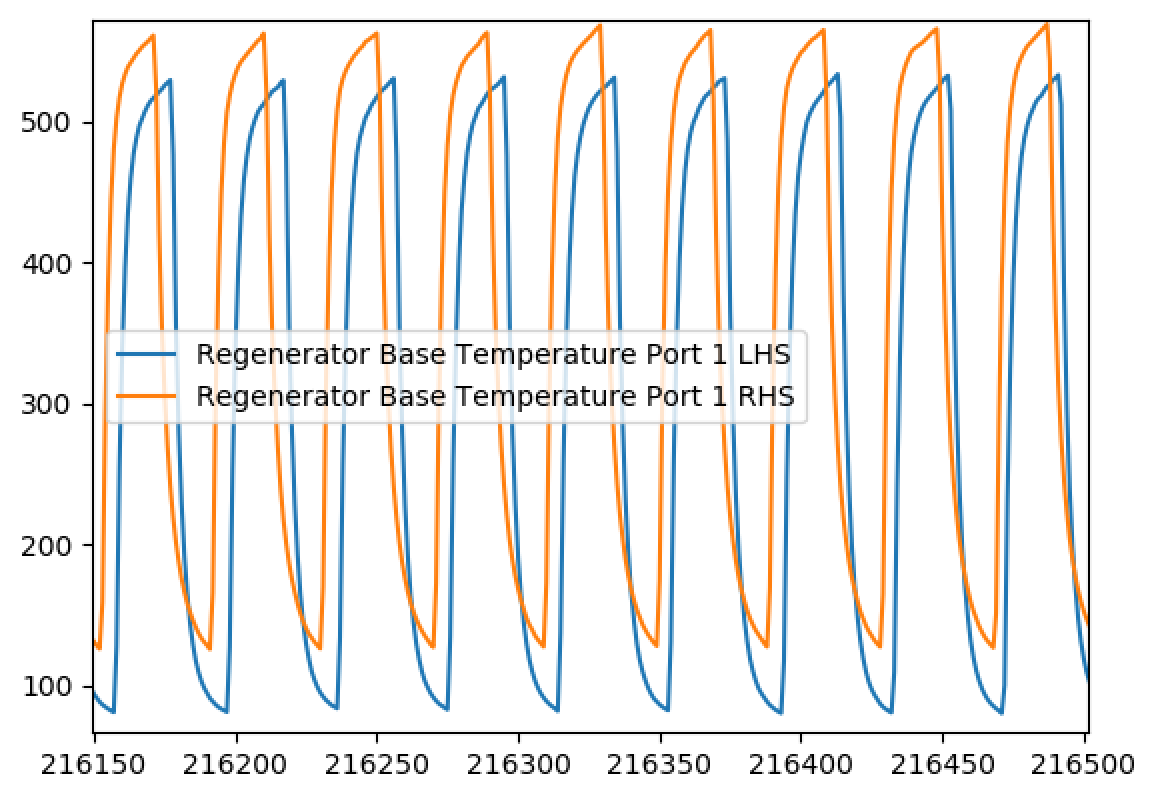 500
400
300
200
100
Regenerator Base Temperature Port 1 LHS
Regenerator Base Temperature Port 1 RHS
216150 216200 216250 216300 216350 216400 216450 216500